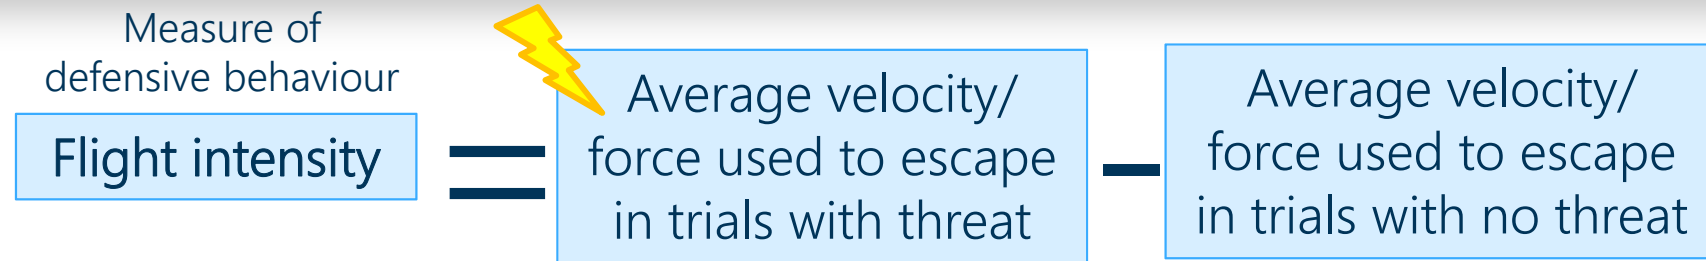 Measure of
defensive behaviour
Flight intensity
=
Average velocity/
force used to escape
in trials with threat
-
Average velocity/
force used to escape
in trials with no threat